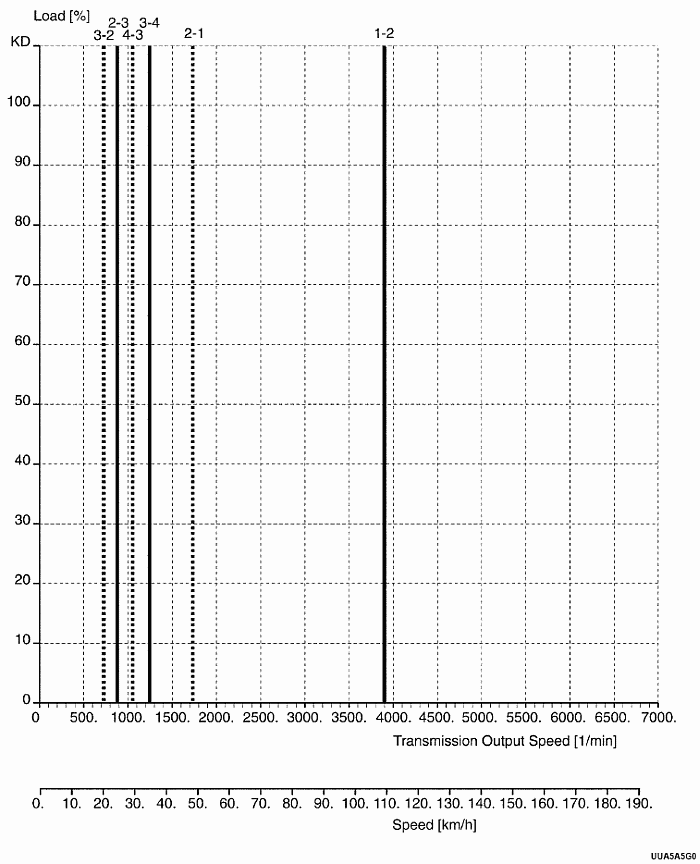 Load [%]
2-3 3-4
3-2 4-3 2-1 1-2
KD
100
90
80
70
60
50
40
30
20
10
0
0 500. 1000. 1500. 2000. 2500. 3000. 3500. 4000. 4500. 5000. 5500. 6000. 6500. 7000.
Transmission Output Speed [1/min]
0. 10. 20. 30. 40. 50. 60. 70. 80. 90. 100. 110. 120. 130. 140. 150. 160. 170. 180. 190.
Speed [km/h]
UUA5A5G0